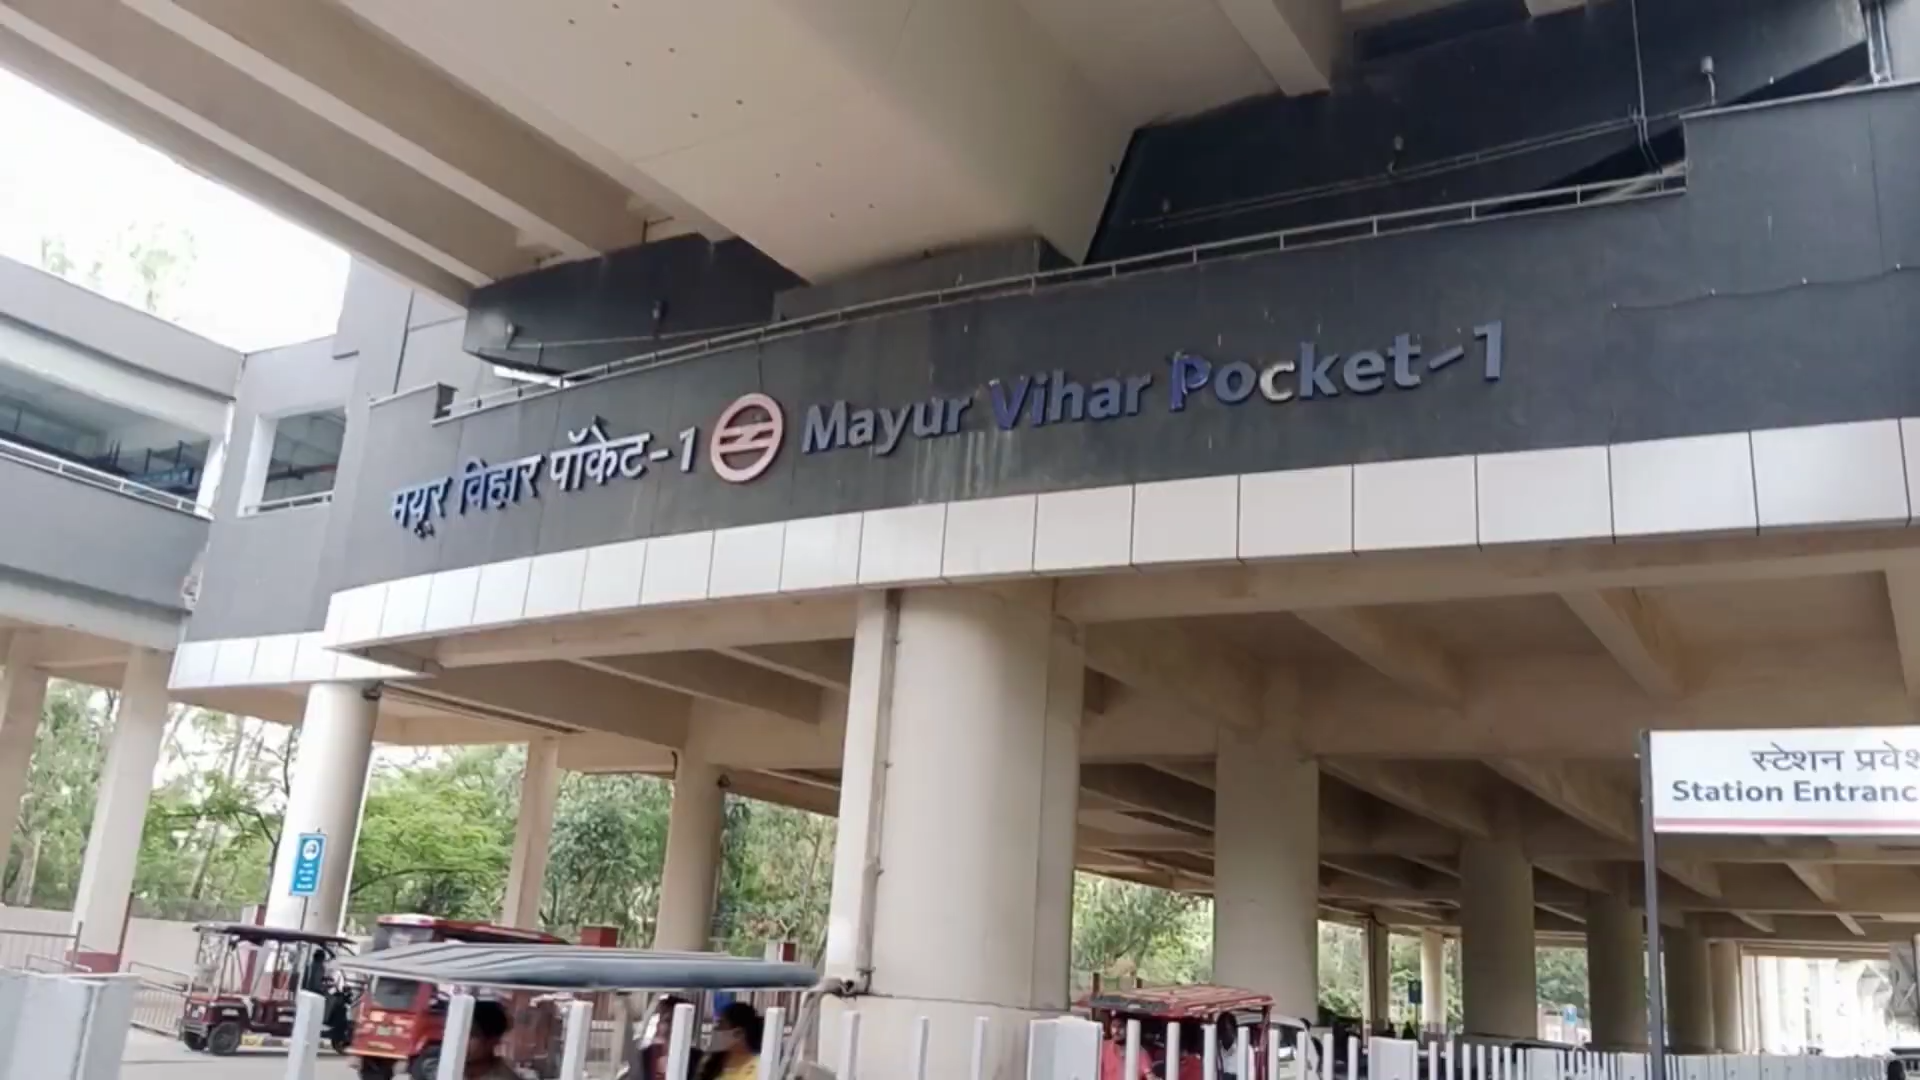 मयूर विहार पॉकेट-1 Mayur Vihar Pocket-1
स्टेशन प्रवेश
Station Entranc